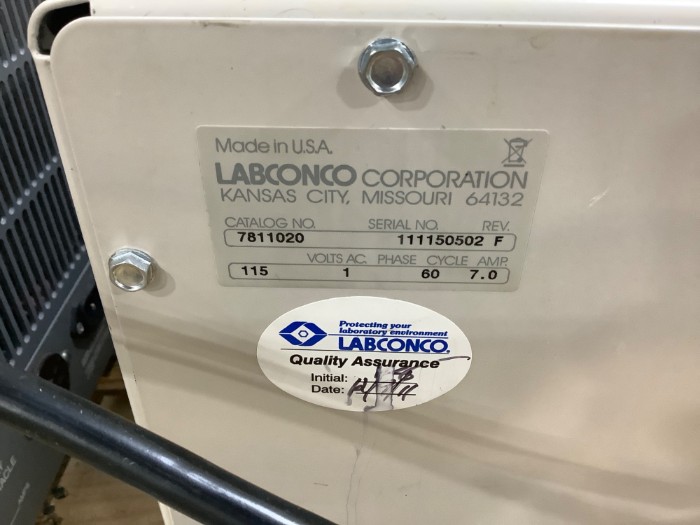 Made in U.S.A.
LABCONCO CORPORATION
KANSAS CITY, MISSOURI 64132
CATALOG NO. SERIAL NO. REV.
7811020 111150502 F
VOLTS AC PHASE CYCLE AMP.
115 1 60 7.0
Protecting your
laboratory environment
LABCONCO
Quality Assurance
Initial:
Date: